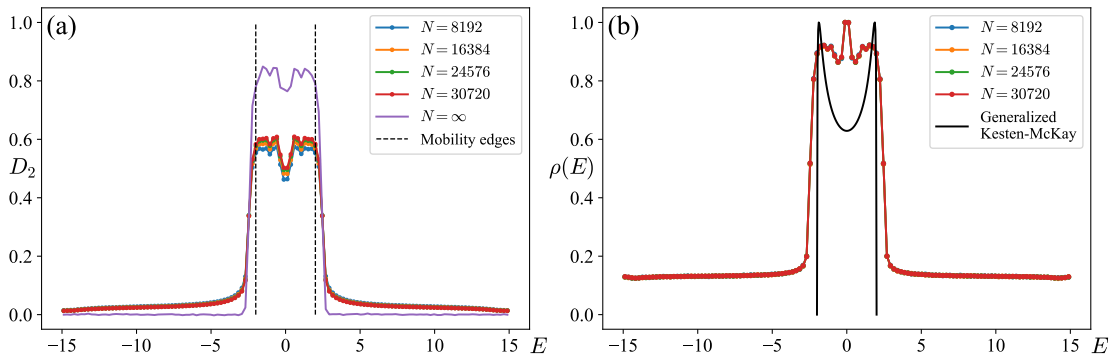 (a)
N = 8192
N = 16384
N = 24576
N = 30720
N = ∞
Mobility edges
1.0
0.8
0.6
D₂
0.4
0.2
0.0
−15
−10
−5
0
5
10
15
E
(b)
N = 8192
N = 16384
N = 24576
N = 30720
Generalized
Kesten-McKay
1.0
0.8
0.6
ρ(E)
0.4
0.2
0.0
−15
−10
−5
0
5
10
15
E